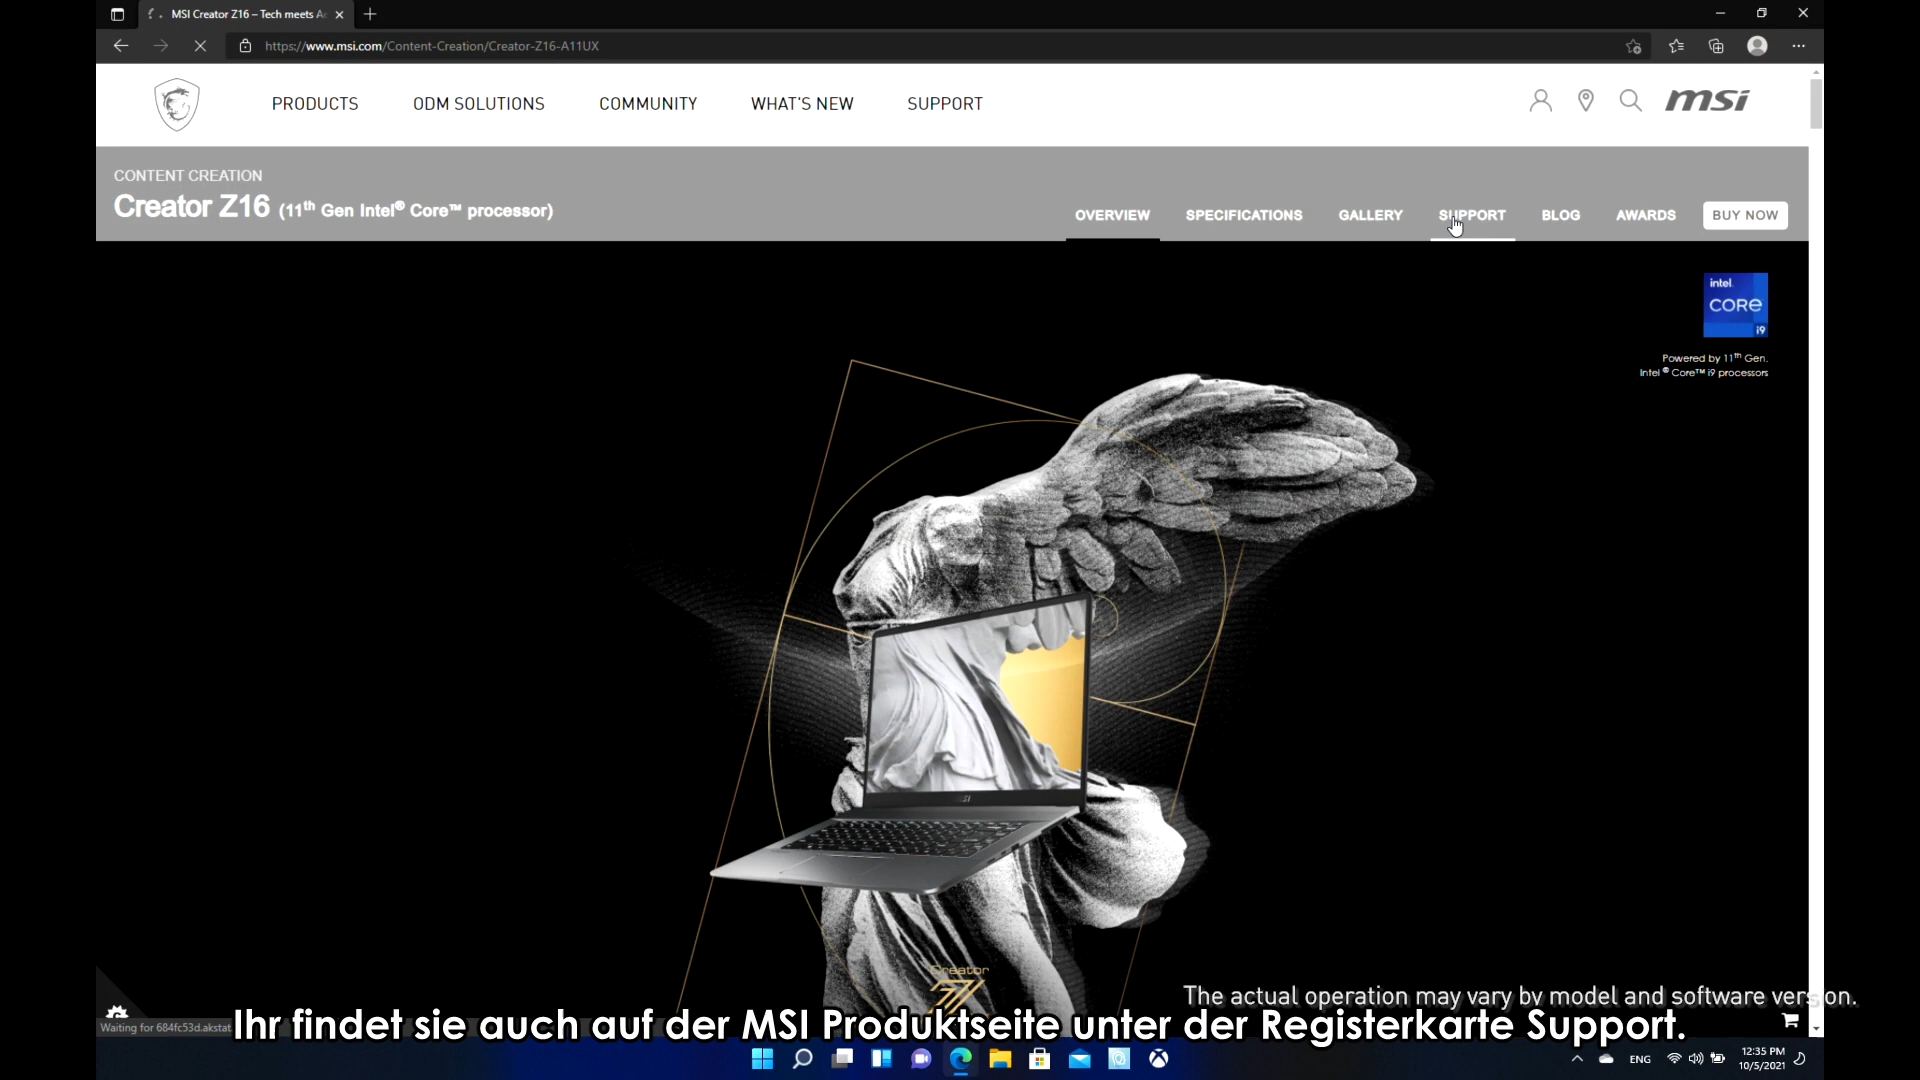 MSI Creator Z16 – Tech meets Ae
https://www.msi.com/Content-Creation/Creator-Z16-A11UX
PRODUCTS ODM SOLUTIONS COMMUNITY WHAT'S NEW SUPPORT
msi
CONTENT CREATION
Creator Z16 (11th Gen Intel® Core™ processor)
OVERVIEW SPECIFICATIONS GALLERY SUPPORT BLOG AWARDS BUY NOW
intel
CORE
i9
Powered by 11th Gen.
Intel ® Core™ i9 processors
msi
Creator
The actual operation may vary by model and software version.
Waiting for 684fc53d.akstat
Ihr findet sie auch auf der MSI Produktseite unter der Registerkarte Support.
ENG
12:35 PM
10/5/2021